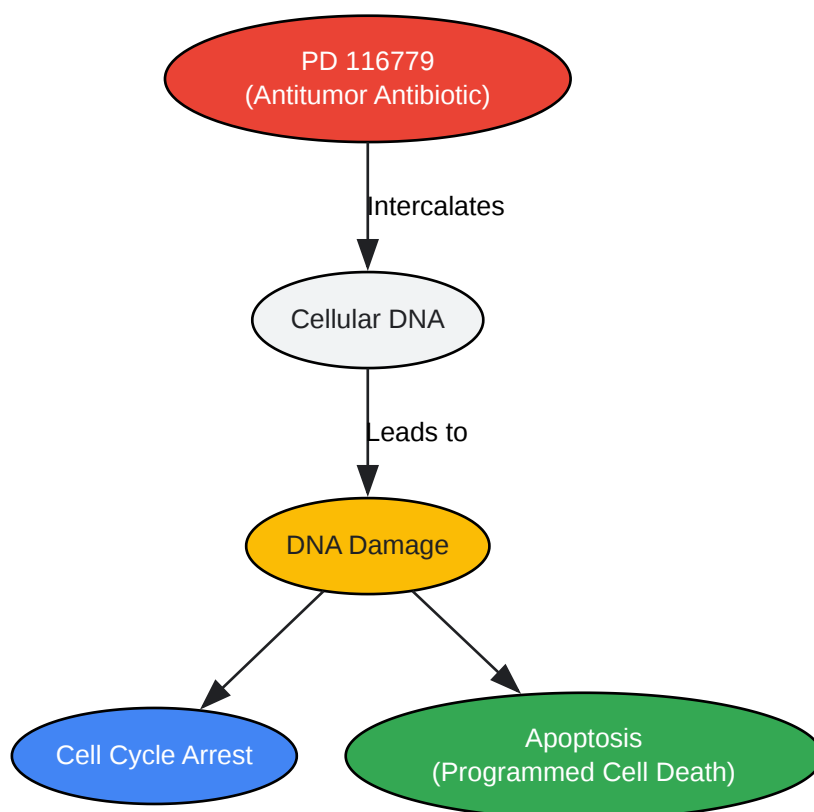 PD 116779
(Antitumor Antibiotic)
Intercalates
Cellular DNA
Leads to
DNA Damage
Cell Cycle Arrest
Apoptosis
(Programmed Cell Death)